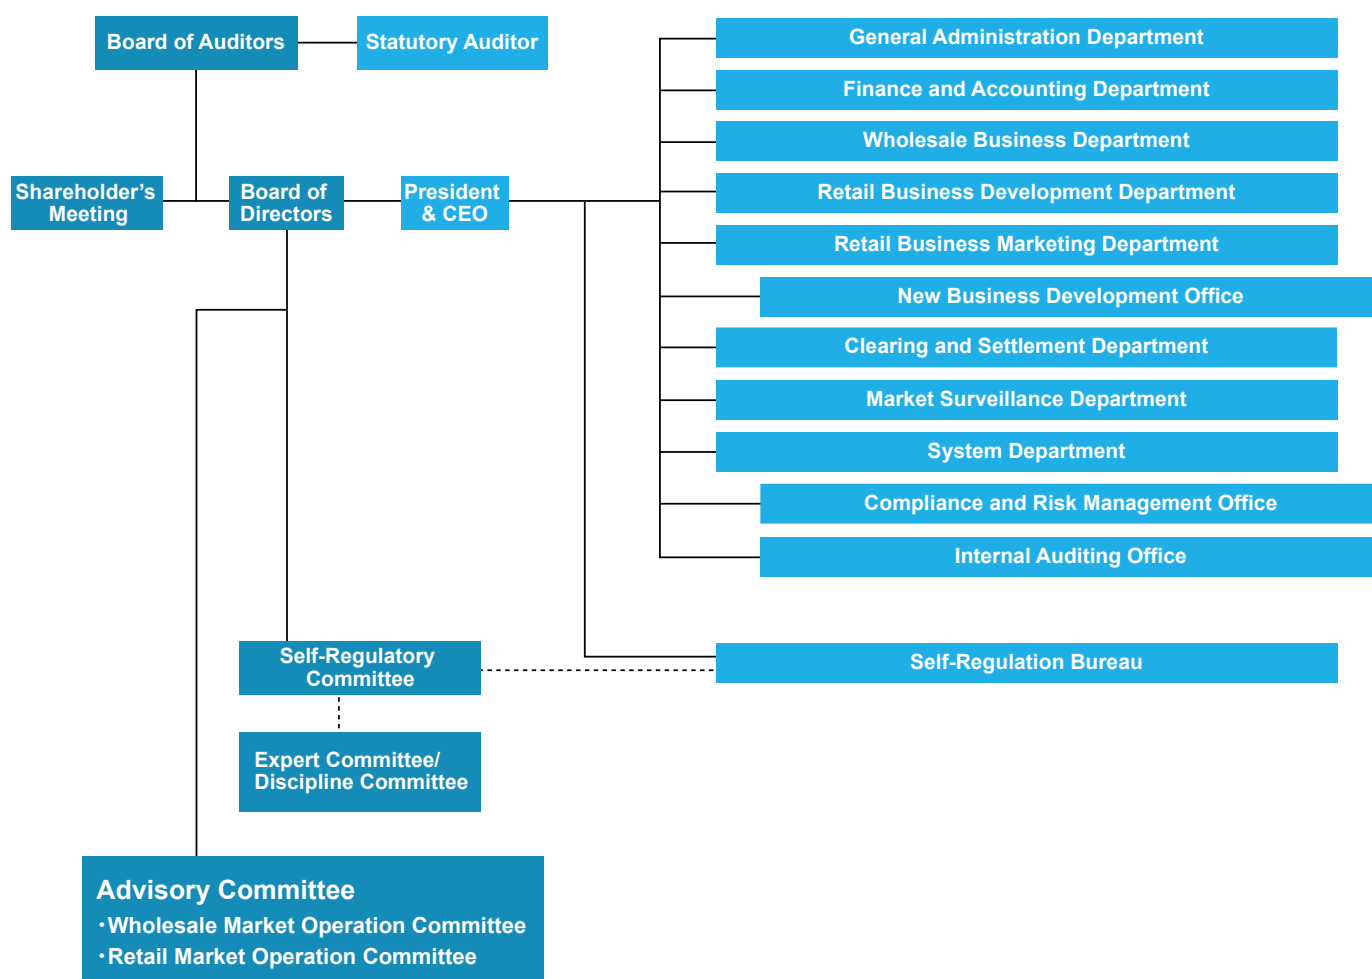 Board of Auditors
Statutory Auditor
Shareholder’s
Meeting
Board of
Directors
President
& CEO
General Administration Department
Finance and Accounting Department
Wholesale Business Department
Retail Business Development Department
Retail Business Marketing Department
New Business Development Office
Clearing and Settlement Department
Market Surveillance Department
System Department
Compliance and Risk Management Office
Internal Auditing Office
Self-Regulatory
Committee
Self-Regulation Bureau
Expert Committee/
Discipline Committee
Advisory Committee
・Wholesale Market Operation Committee
・Retail Market Operation Committee